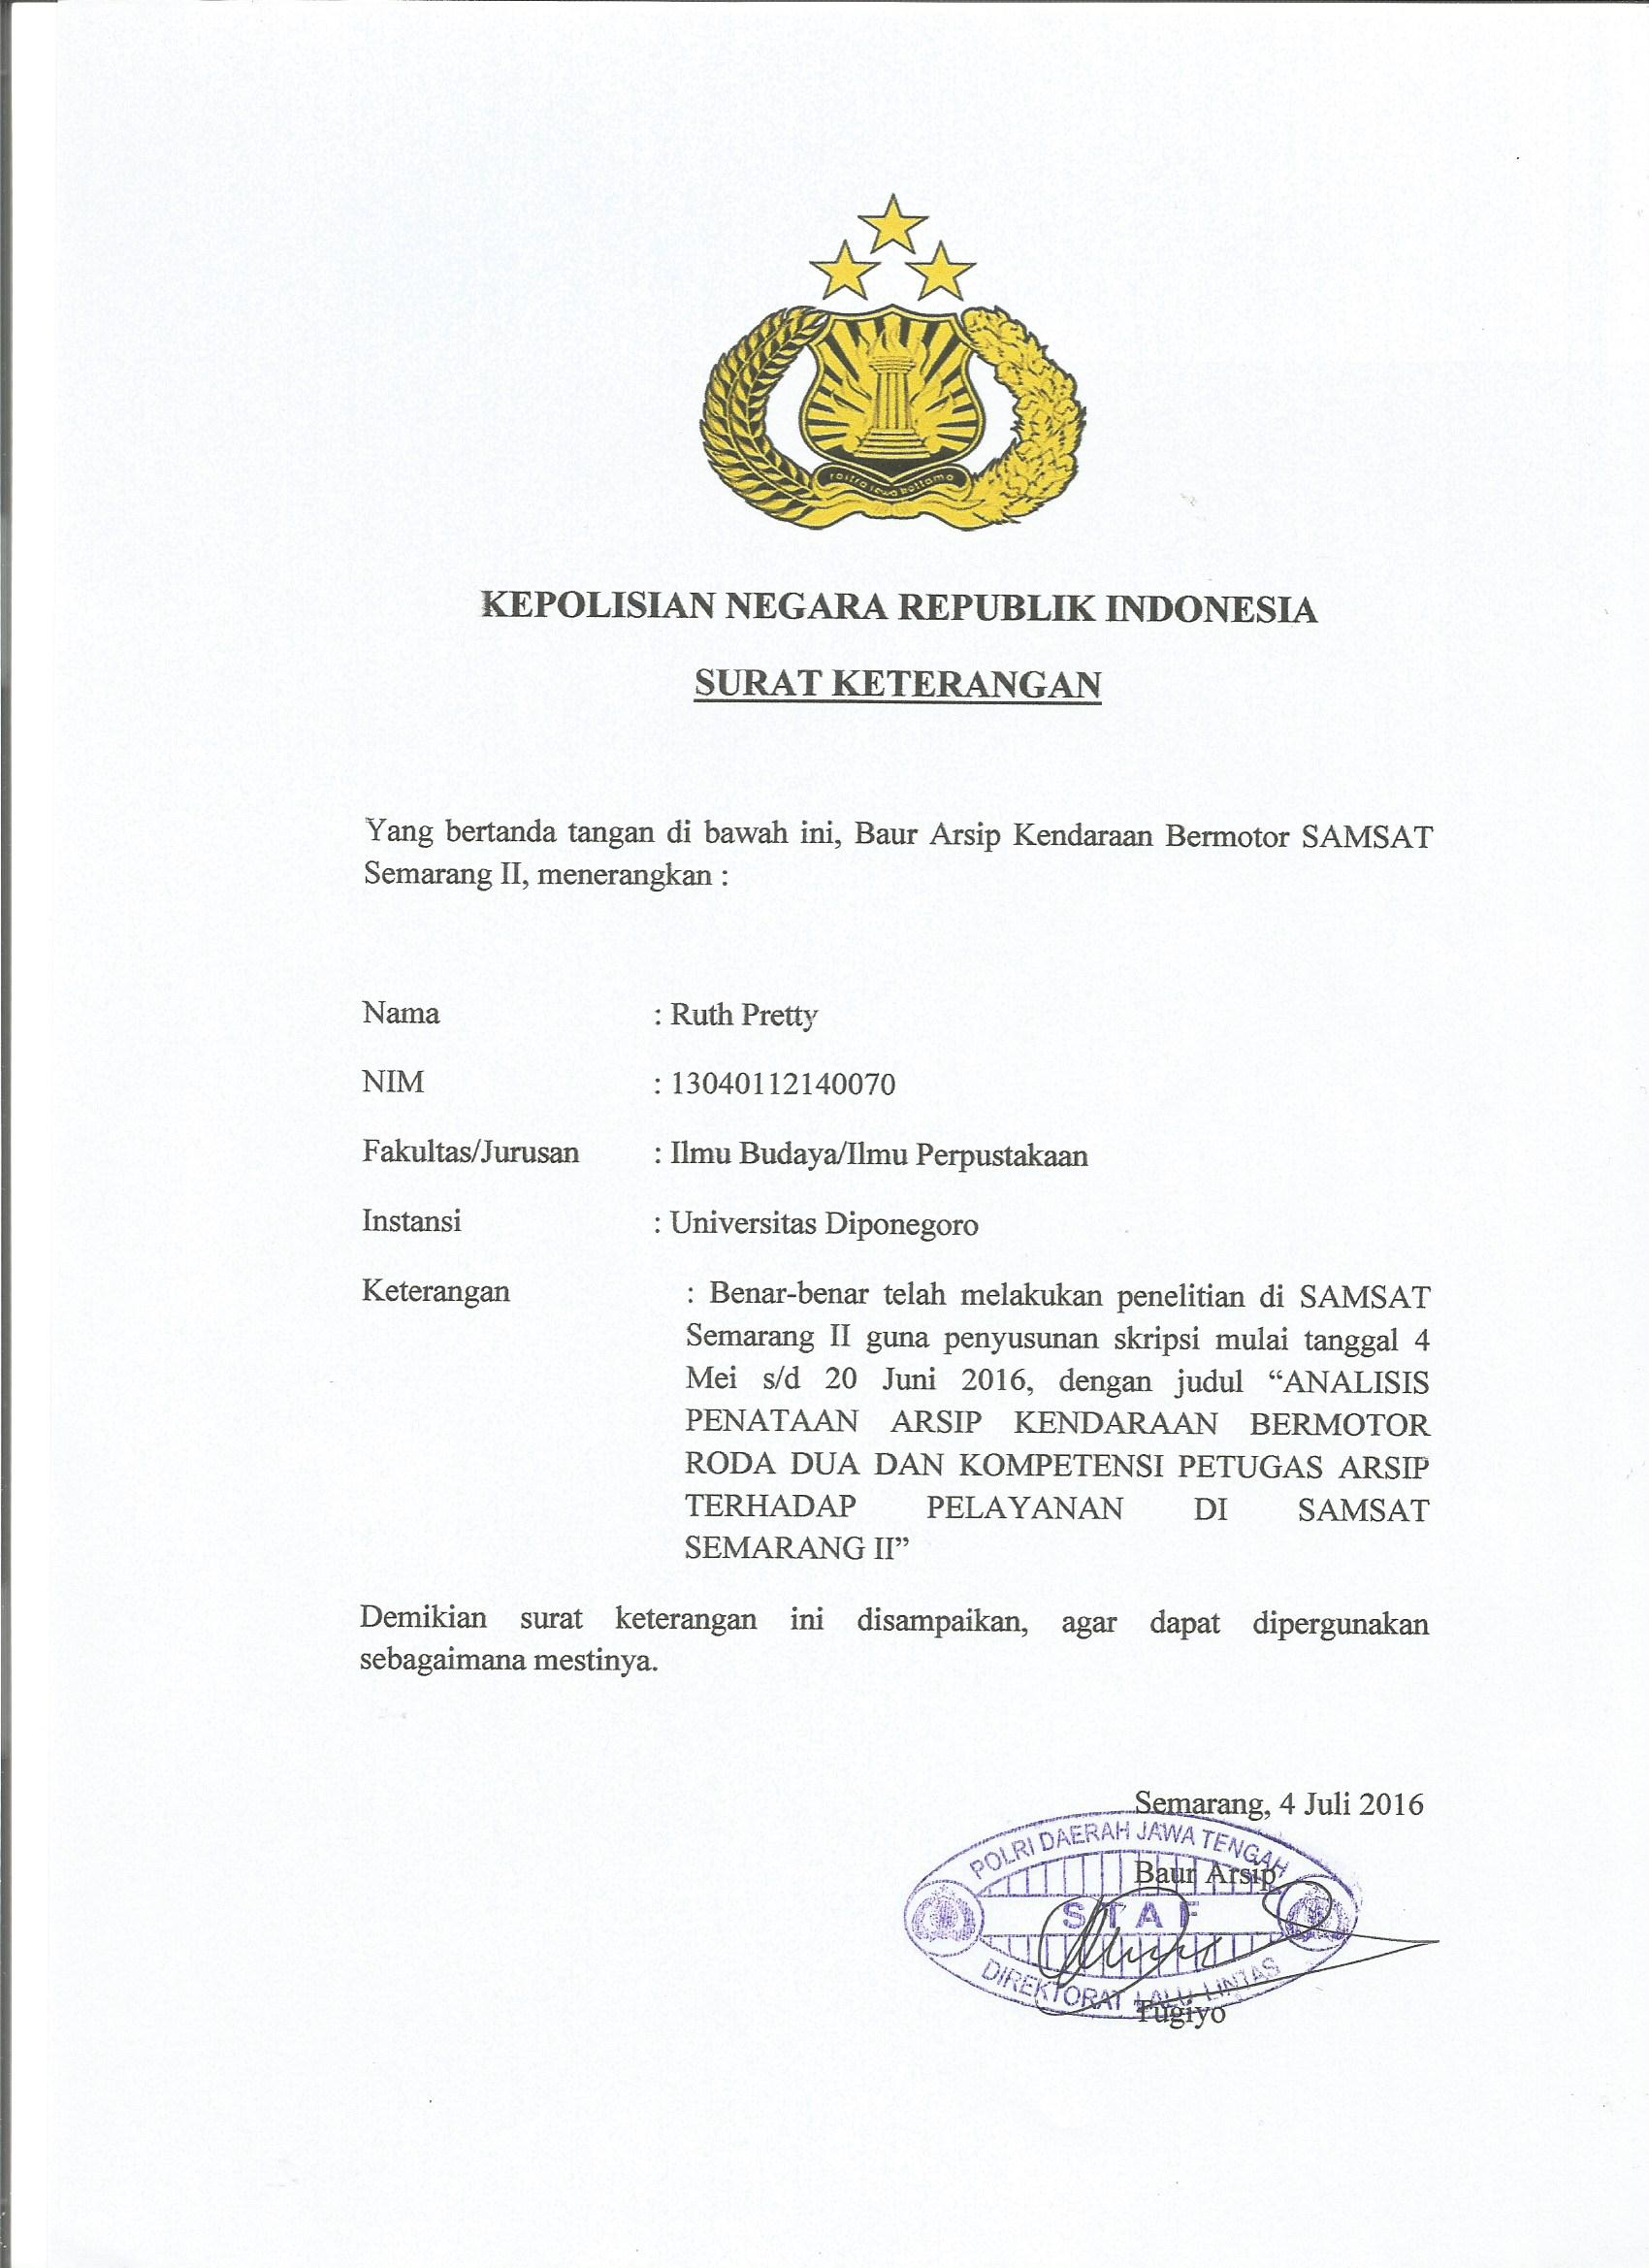 rastra sewa kottama
KEPOLISIAN NEGARA REPUBLIK INDONESIA
SURAT KETERANGAN
Yang bertanda tangan di bawah ini, Baur Arsip Kendaraan Bermotor SAMSAT
Semarang II, menerangkan :
Nama : Ruth Pretty
NIM : 13040112140070
Fakultas/Jurusan : Ilmu Budaya/Ilmu Perpustakaan
Instansi : Universitas Diponegoro
Keterangan : Benar-benar telah melakukan penelitian di SAMSAT
Semarang II guna penyusunan skripsi mulai tanggal 4
Mei s/d 20 Juni 2016, dengan judul “ANALISIS
PENATAAN ARSIP KENDARAAN BERMOTOR
RODA DUA DAN KOMPETENSI PETUGAS ARSIP
TERHADAP PELAYANAN DI SAMSAT
SEMARANG II”
Demikian surat keterangan ini disampaikan, agar dapat dipergunakan
sebagaimana mestinya.
Semarang, 4 Juli 2016
POLRI DAERAH JAWA TENGAH
Baur Arsip
STAF
DIREKTORAT LALU LINTAS
Tugiyo